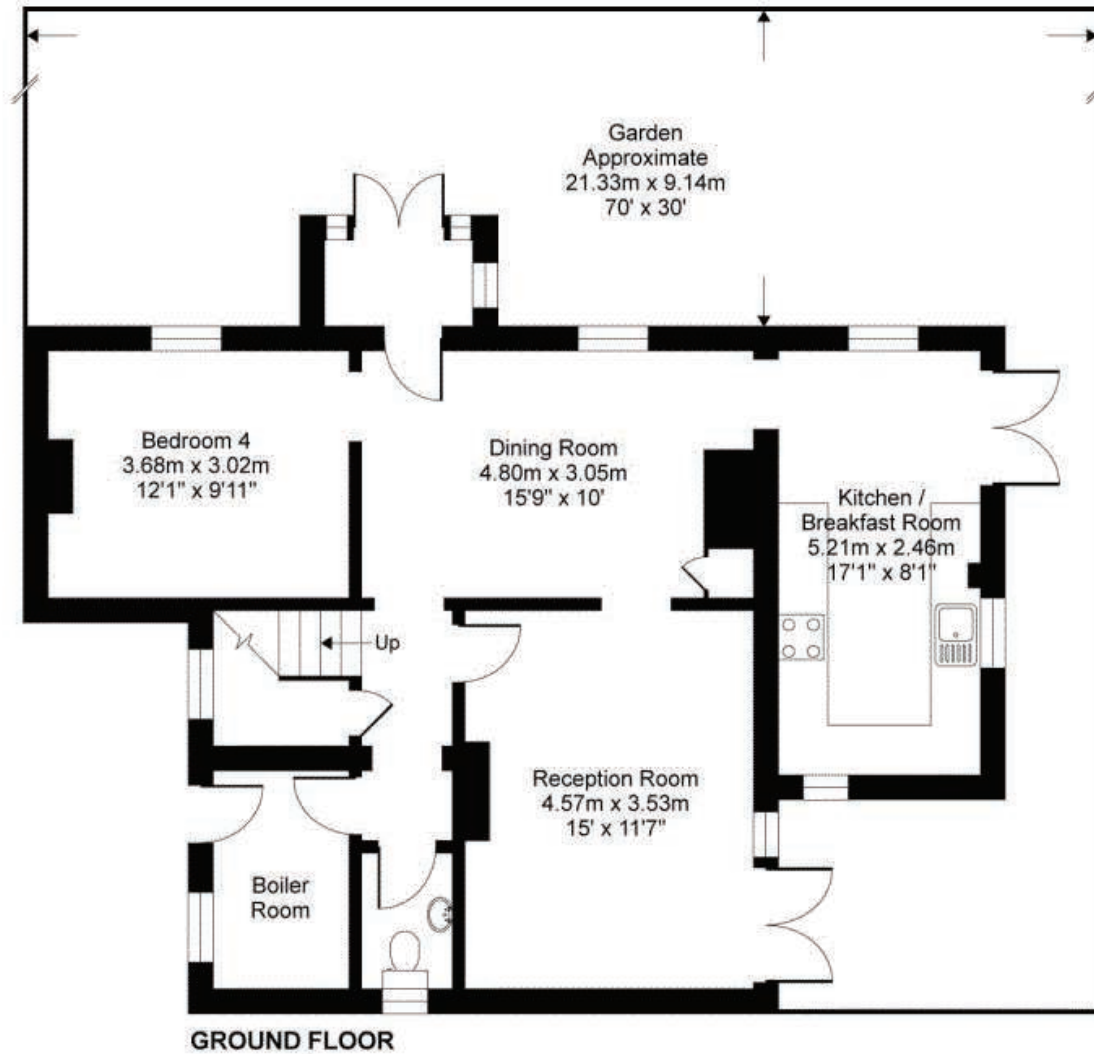 Garden
Approximate
21.33m x 9.14m
70' x 30'
Bedroom 4
3.68m x 3.02m
12'1" x 9'11"
Dining Room
4.80m x 3.05m
15'9" x 10'
Kitchen /
Breakfast Room
5.21m x 2.46m
17'1" x 8'1"
Up
Reception Room
4.57m x 3.53m
15' x 11'7"
Boiler
Room
GROUND FLOOR